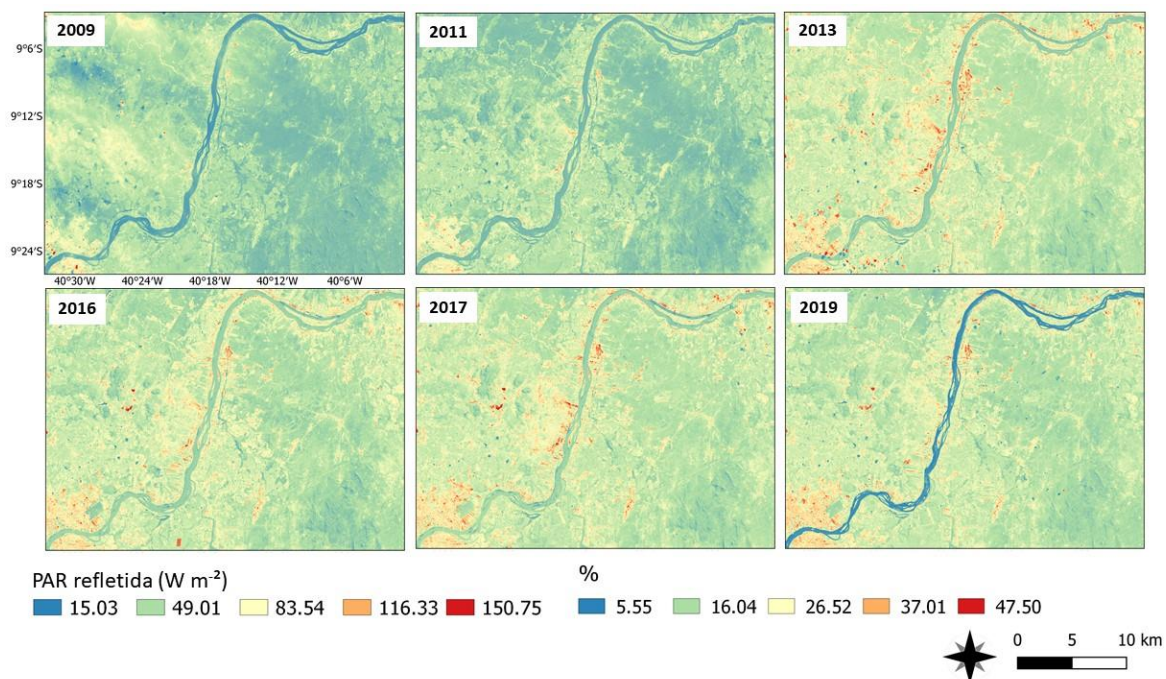 2009
2011
2013
9°6'S
9°12'S
9°18'S
9°24'S
40°30'W 40°24'W 40°18'W 40°12'W 40°6'W
2016
2017
2019
PAR refletida (W m⁻²)
15.03 49.01 83.54 116.33 150.75
%
5.55 16.04 26.52 37.01 47.50
0 5 10 km